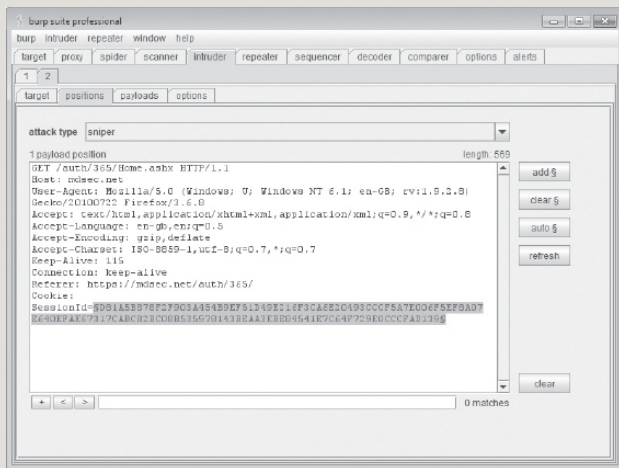 burp suite professional
burp intruder repeater window help
target proxy spider scanner intruder repeater sequencer decoder comparer options alerts
1 2
target positions payloads options
attack type sniper
1 payload position length: 569
GET /auth/365/Home.ashx HTTP/1.1
Host: mdsec.net
User-Agent: Mozilla/5.0 (Windows; U; Windows NT 6.1; en-GB; rv:1.9.2.8)
Gecko/20100722 Firefox/3.6.8
Accept: text/html,application/xhtml+xml,application/xml;q=0.9,*/*;q=0.8
Accept-Language: en-gb,en;q=0.5
Accept-Encoding: gzip,deflate
Accept-Charset: ISO-8859-1,utf-8;q=0.7,*;q=0.7
Keep-Alive: 115
Connection: keep-alive
Referer: https://mdsec.net/auth/365/
Cookie:
SessionId=
add §
clear §
auto §
refresh
clear
+ < > 0 matches